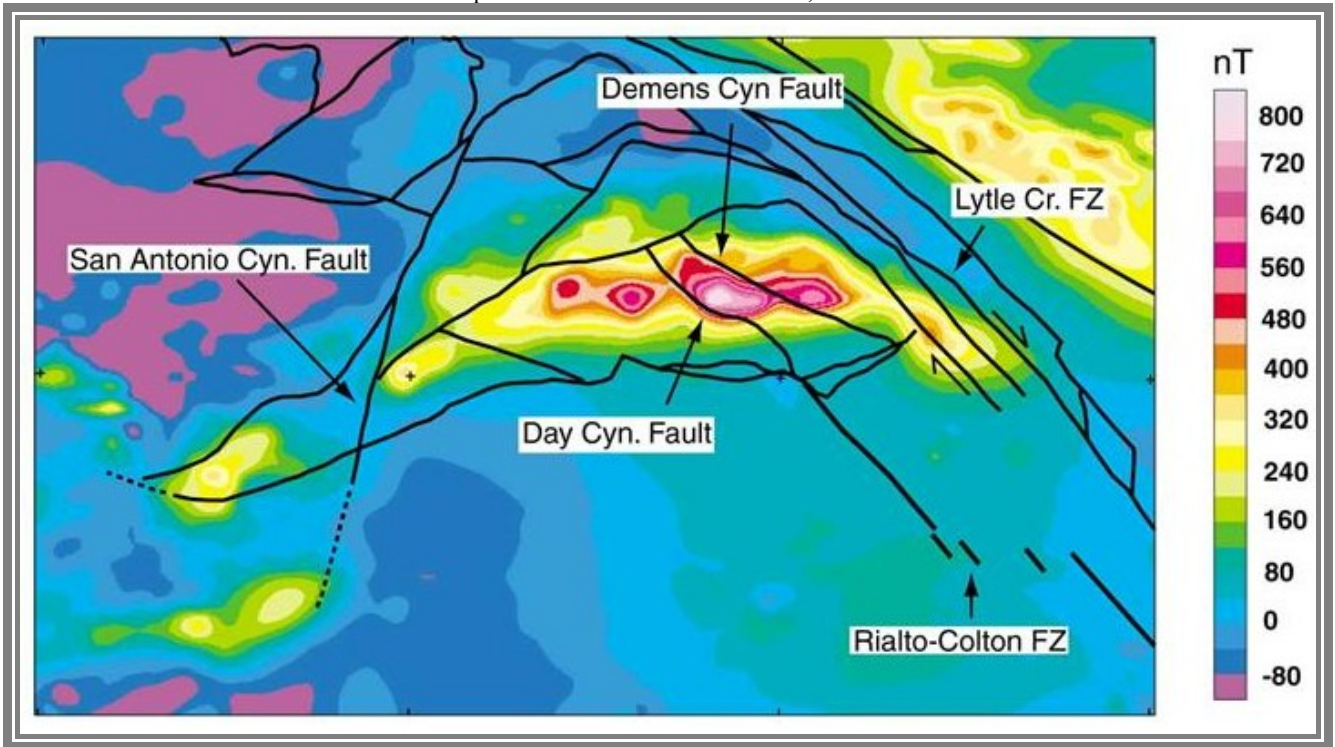 nT
Demens Cyn Fault
800
720
Lytle Cr. FZ
640
San Antonio Cyn. Fault
560
480
400
Day Cyn. Fault
320
240
160
80
0
Rialto-Colton FZ
-80